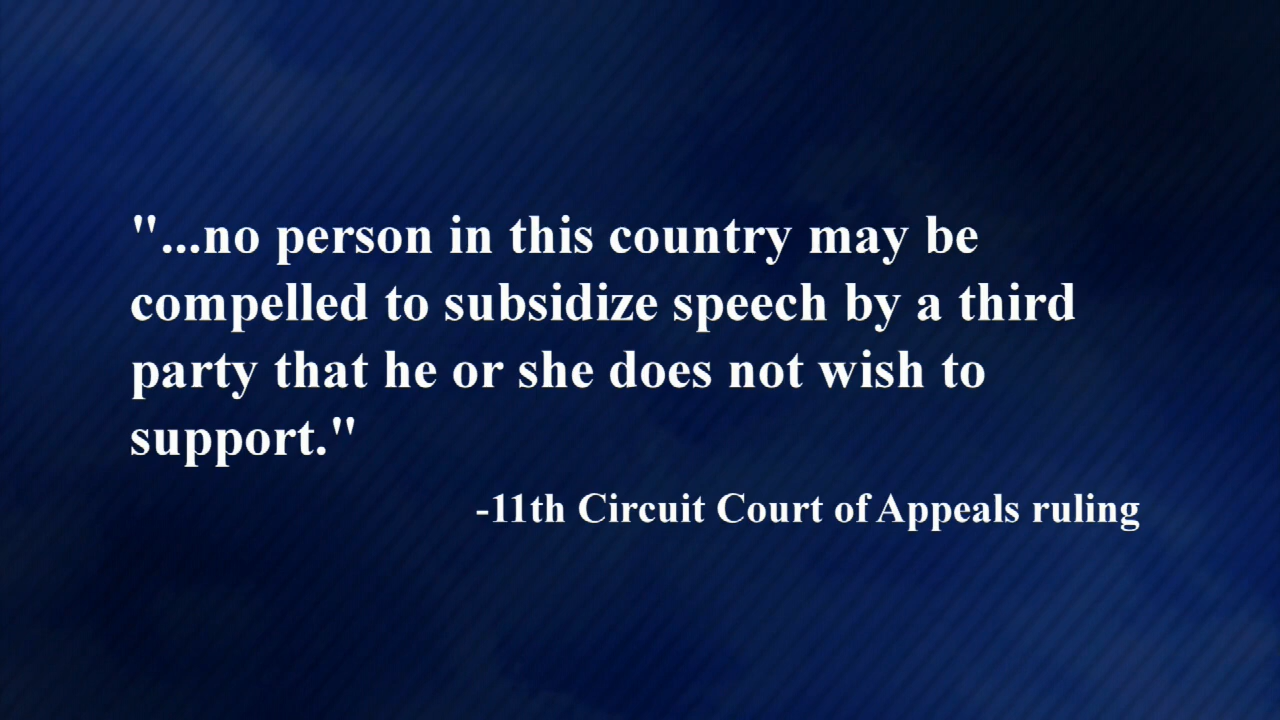 "...no person in this country may be
compelled to subsidize speech by a third
party that he or she does not wish to
support."
-11th Circuit Court of Appeals ruling